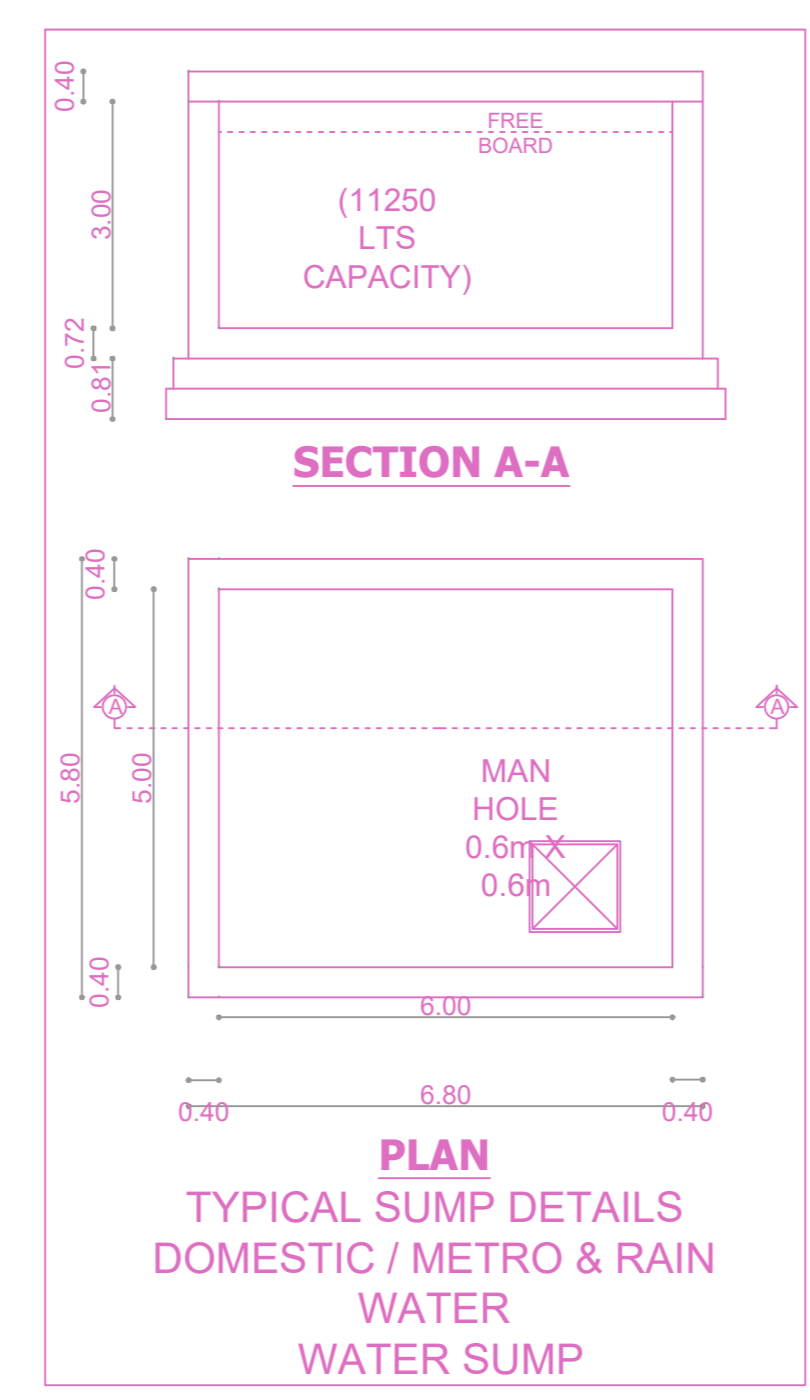 0.40
FREE
BOARD
3.00
(11250
LTS
CAPACITY)
0.72
0.81
SECTION A-A
0.40
A
A
5.80
5.00
MAN
HOLE
0.6m X
0.6m
0.40
6.00
0.40
6.80
0.40
PLAN
TYPICAL SUMP DETAILS
DOMESTIC / METRO & RAIN
WATER
WATER SUMP